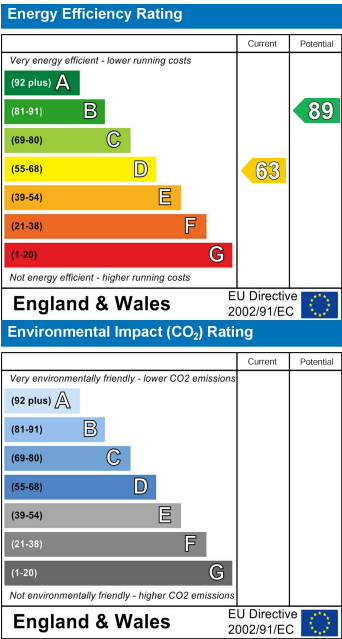 Energy Efficiency Rating
Current Potential
Very energy efficient - lower running costs
(92 plus) A
(81-91) B
89
(69-80) C
(55-68) D
63
(39-54) E
(21-38) F
(1-20) G
Not energy efficient - higher running costs
England & Wales
EU Directive
2002/91/EC
Environmental Impact (CO₂) Rating
Current Potential
Very environmentally friendly - lower CO2 emissions
(92 plus) A
(81-91) B
(69-80) C
(55-68) D
(39-54) E
(21-38) F
(1-20) G
Not environmentally friendly - higher CO2 emissions
England & Wales
EU Directive
2002/91/EC